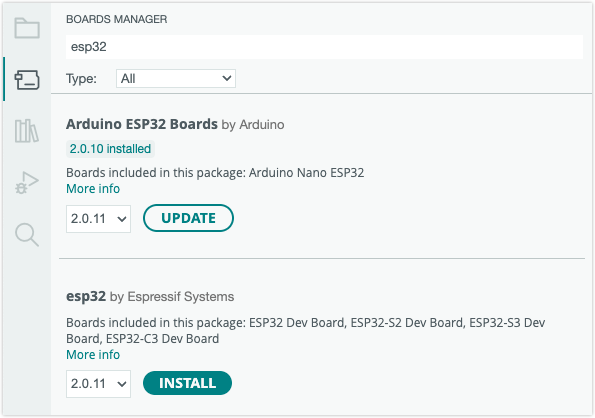 BOARDS MANAGER
esp32
Type: All
Arduino ESP32 Boards by Arduino
2.0.10 installed
Boards included in this package: Arduino Nano ESP32
More info
2.0.11 UPDATE
esp32 by Espressif Systems
Boards included in this package: ESP32 Dev Board, ESP32-S2 Dev Board, ESP32-S3 Dev
Board, ESP32-C3 Dev Board
More info
2.0.11 INSTALL